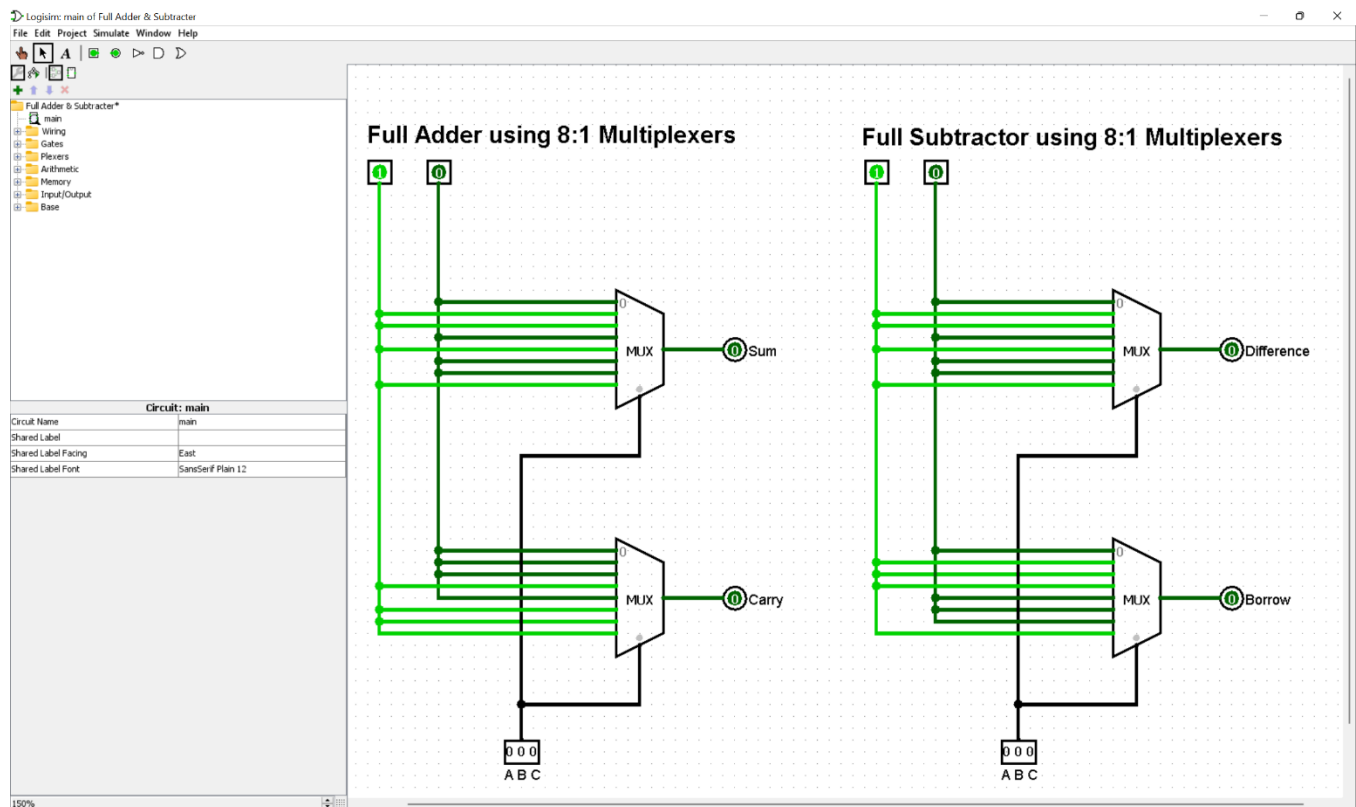 Logisim: main of Full Adder & Subtracter
File Edit Project Simulate Window Help
A
Full Adder & Subtracter*
main
Wiring
Gates
Plexers
Arithmetic
Memory
Input/Output
Base
Circuit: main
Circuit Name main
Shared Label
Shared Label Facing East
Shared Label Font SansSerif Plain 12
150%
Full Adder using 8:1 Multiplexers
1 0
0
MUX
0 Sum
0
MUX
0 Carry
0 0 0
A B C
Full Subtractor using 8:1 Multiplexers
1 0
0
MUX
0 Difference
0
MUX
0 Borrow
0 0 0
A B C